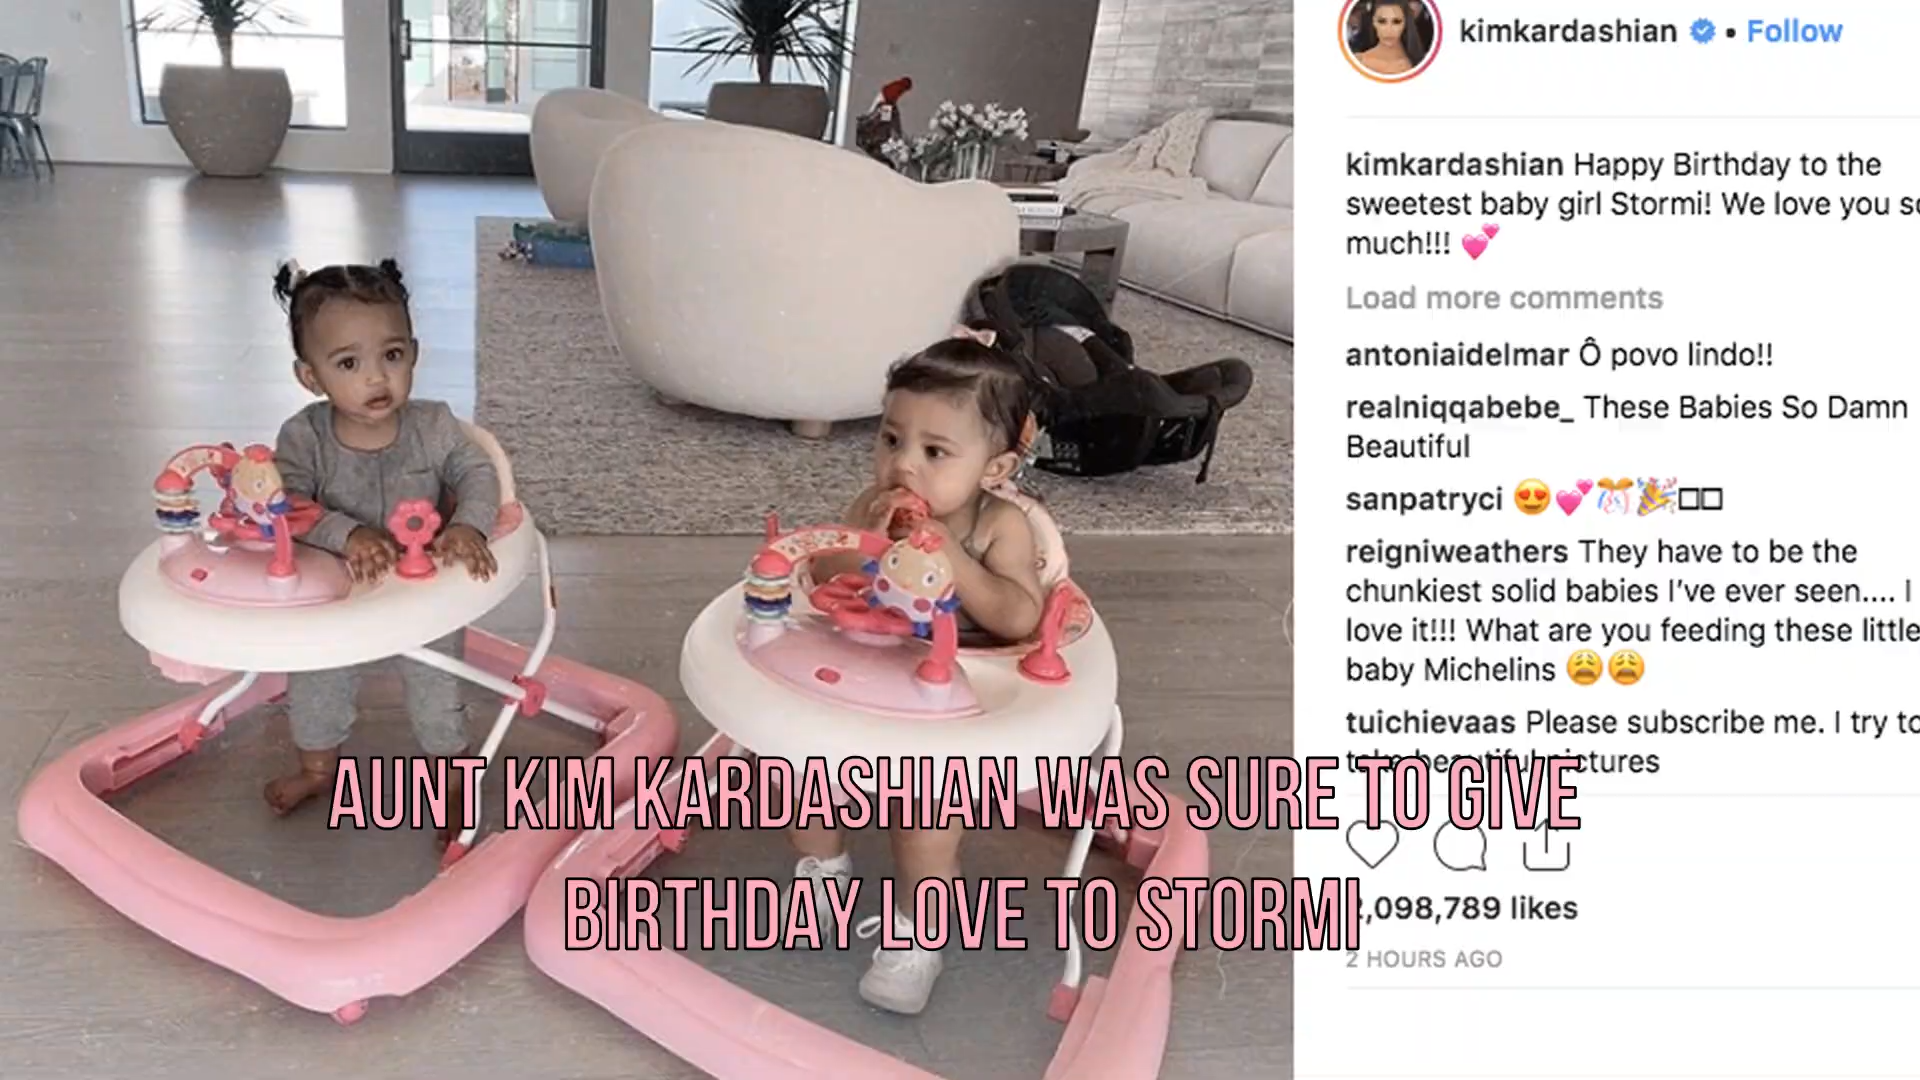 kimkardashian • Follow
kimkardashian Happy Birthday to the
sweetest baby girl Stormi! We love you so
much!!! 💕
Load more comments
antoniaidelmar Ô povo lindo!!
realniqqabebe_ These Babies So Damn
Beautiful
sanpatryci 😍💕🎊🎉□□
reigniweathers They have to be the
chunkiest solid babies I've ever seen.... I
love it!!! What are you feeding these little
baby Michelins 😩😩
tuichievaas Please subscribe me. I try to
take beautiful pictures
AUNT KIM KARDASHIAN WAS SURE TO GIVE
BIRTHDAY LOVE TO STORMI
,098,789 likes
2 HOURS AGO